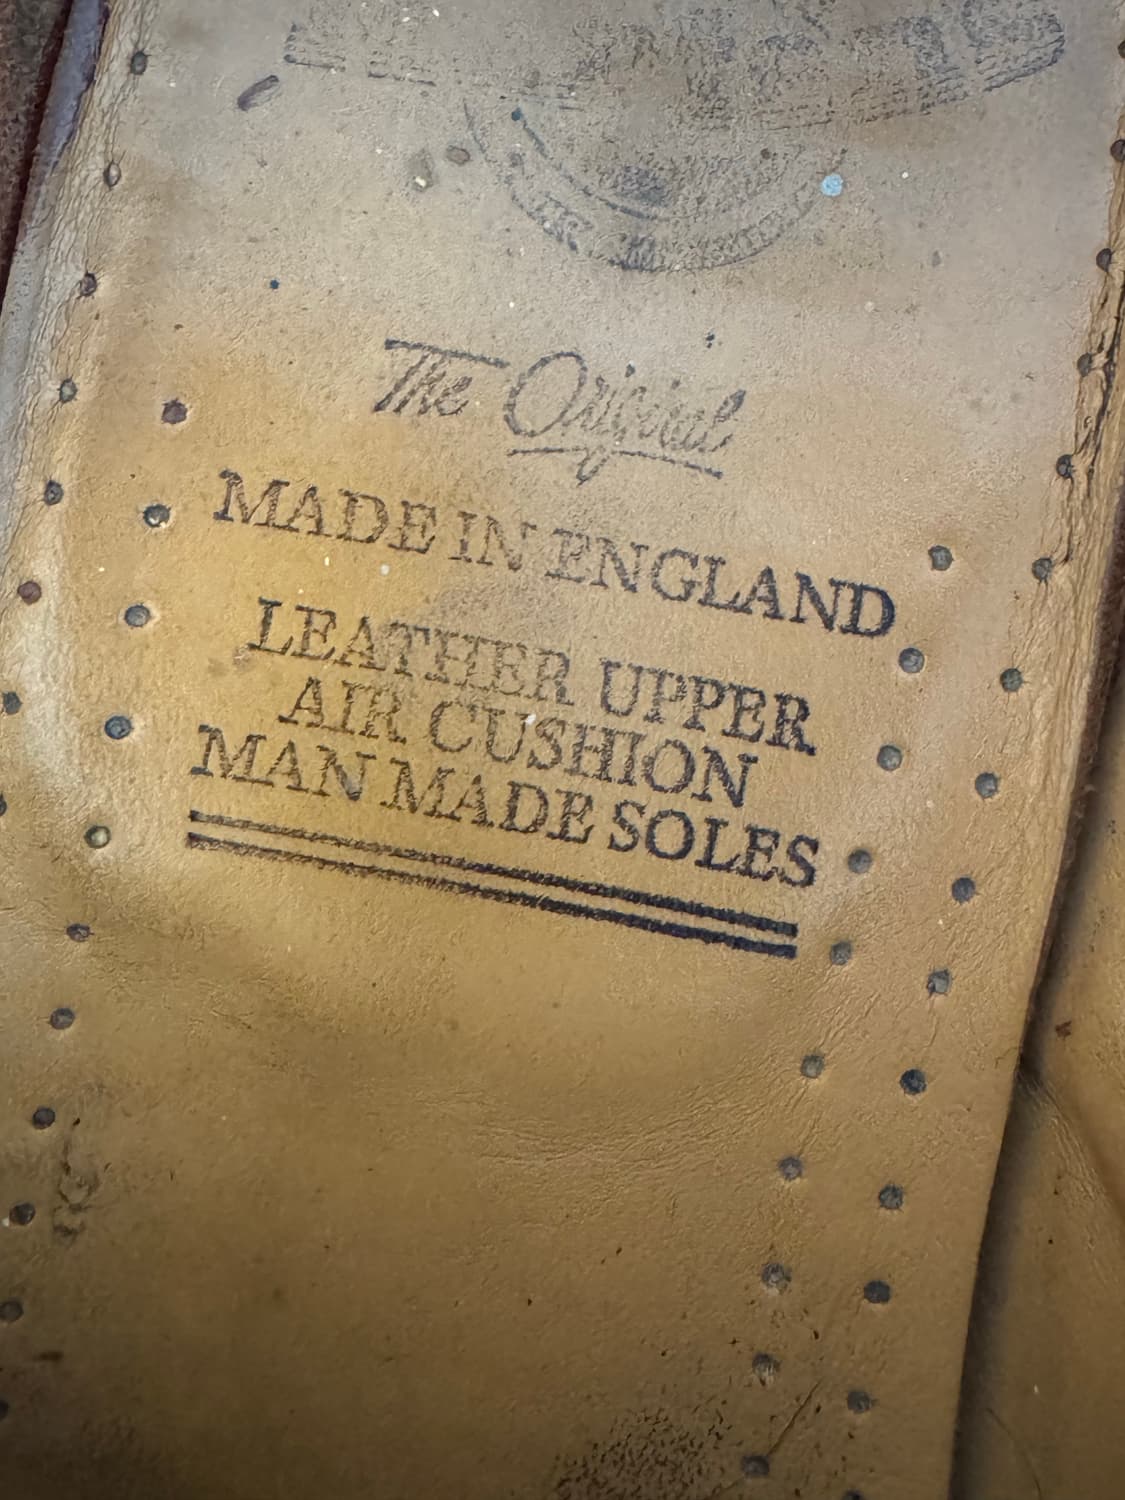 The Original
MADE IN ENGLAND
LEATHER UPPER
AIR CUSHION
MAN MADE SOLES